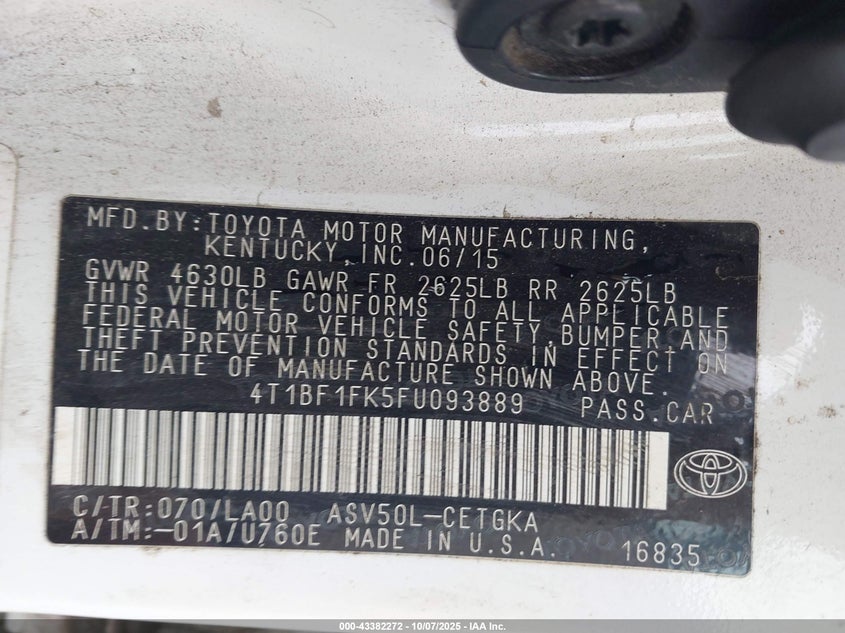 MFD.BY:TOYOTA MOTOR MANUFACTURING,
KENTUCKY,INC.06/15
GVWR 4630LB GAWR FR 2625LB RR 2625LB
THIS VEHICLE CONFORMS TO ALL APPLICABLE
FEDERAL MOTOR VEHICLE SAFETY,BUMPER AND
THEFT PREVENTION STANDARDS IN EFFECT ON
THE DATE OF MANUFACTURE SHOWN ABOVE.
4T1BF1FK5FU093889 PASS.CAR
C/TR:070/LA00 ASV50L-CETGKA
A/TM:-01A/U760E MADE IN U.S.A. 16835
000-43382272 - 10/07/2025 - IAA Inc.